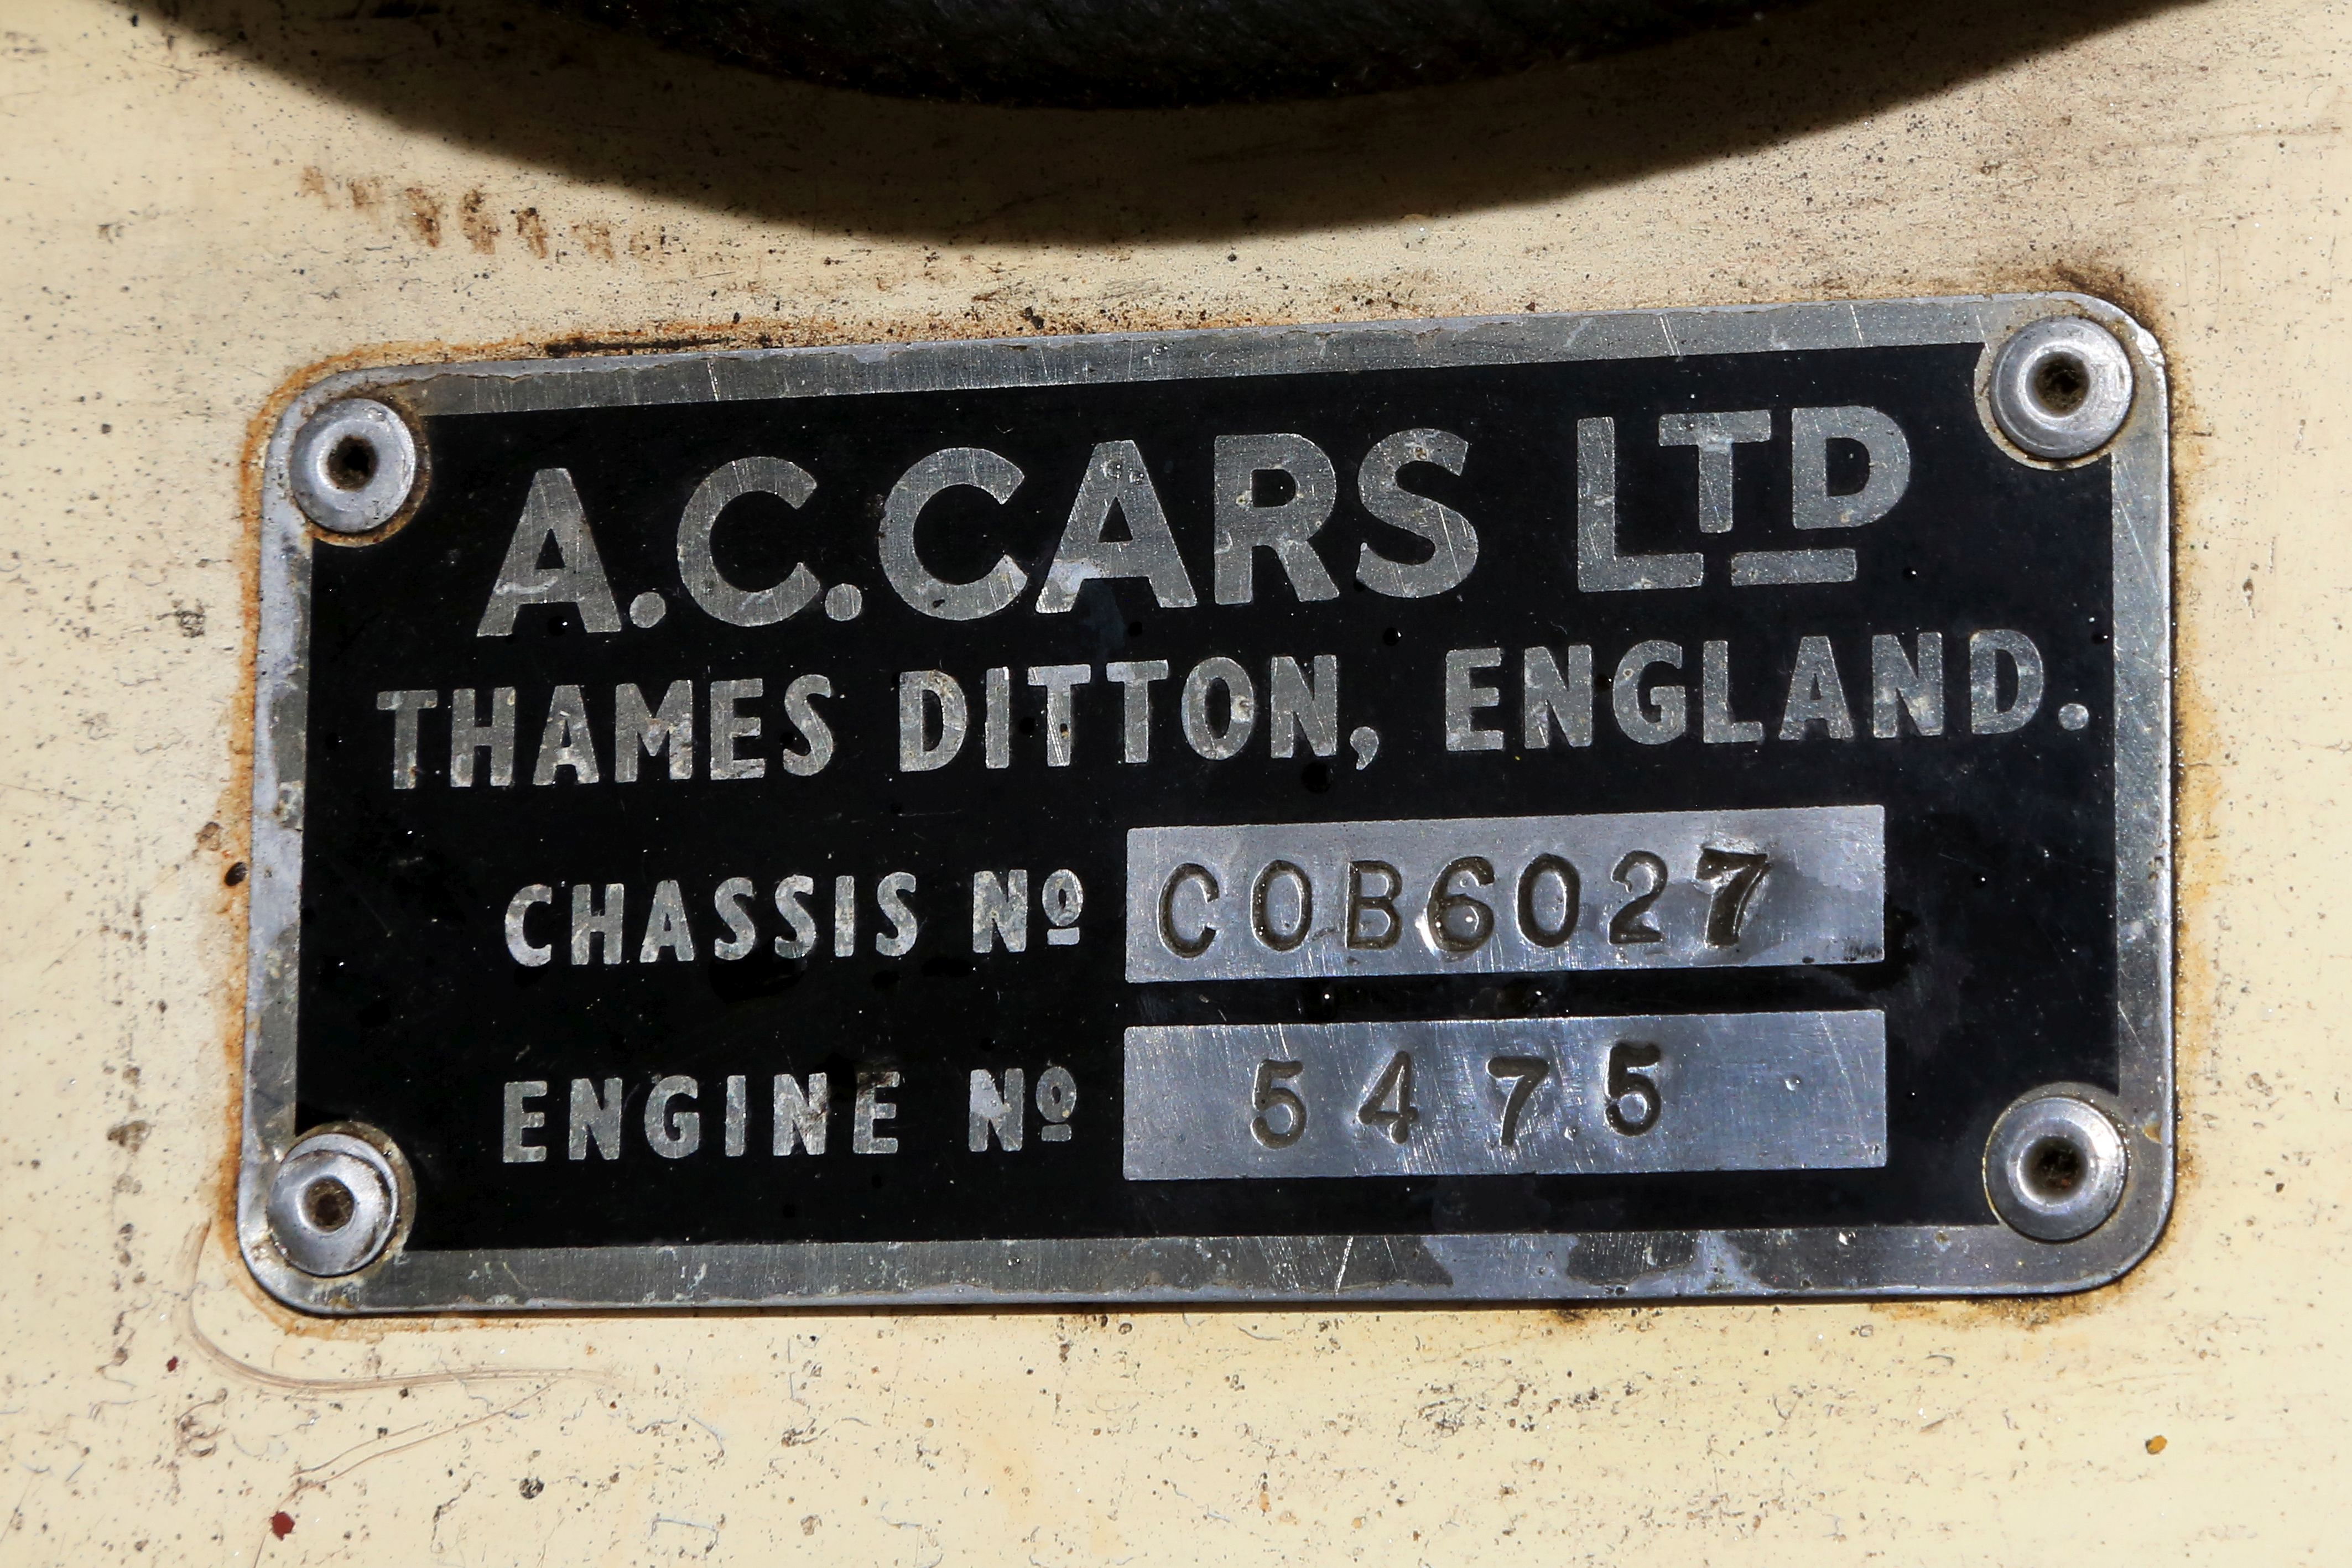 A.C.CARS LTD
THAMES DITTON, ENGLAND.
CHASSIS Nº COB6027
ENGINE Nº 5475